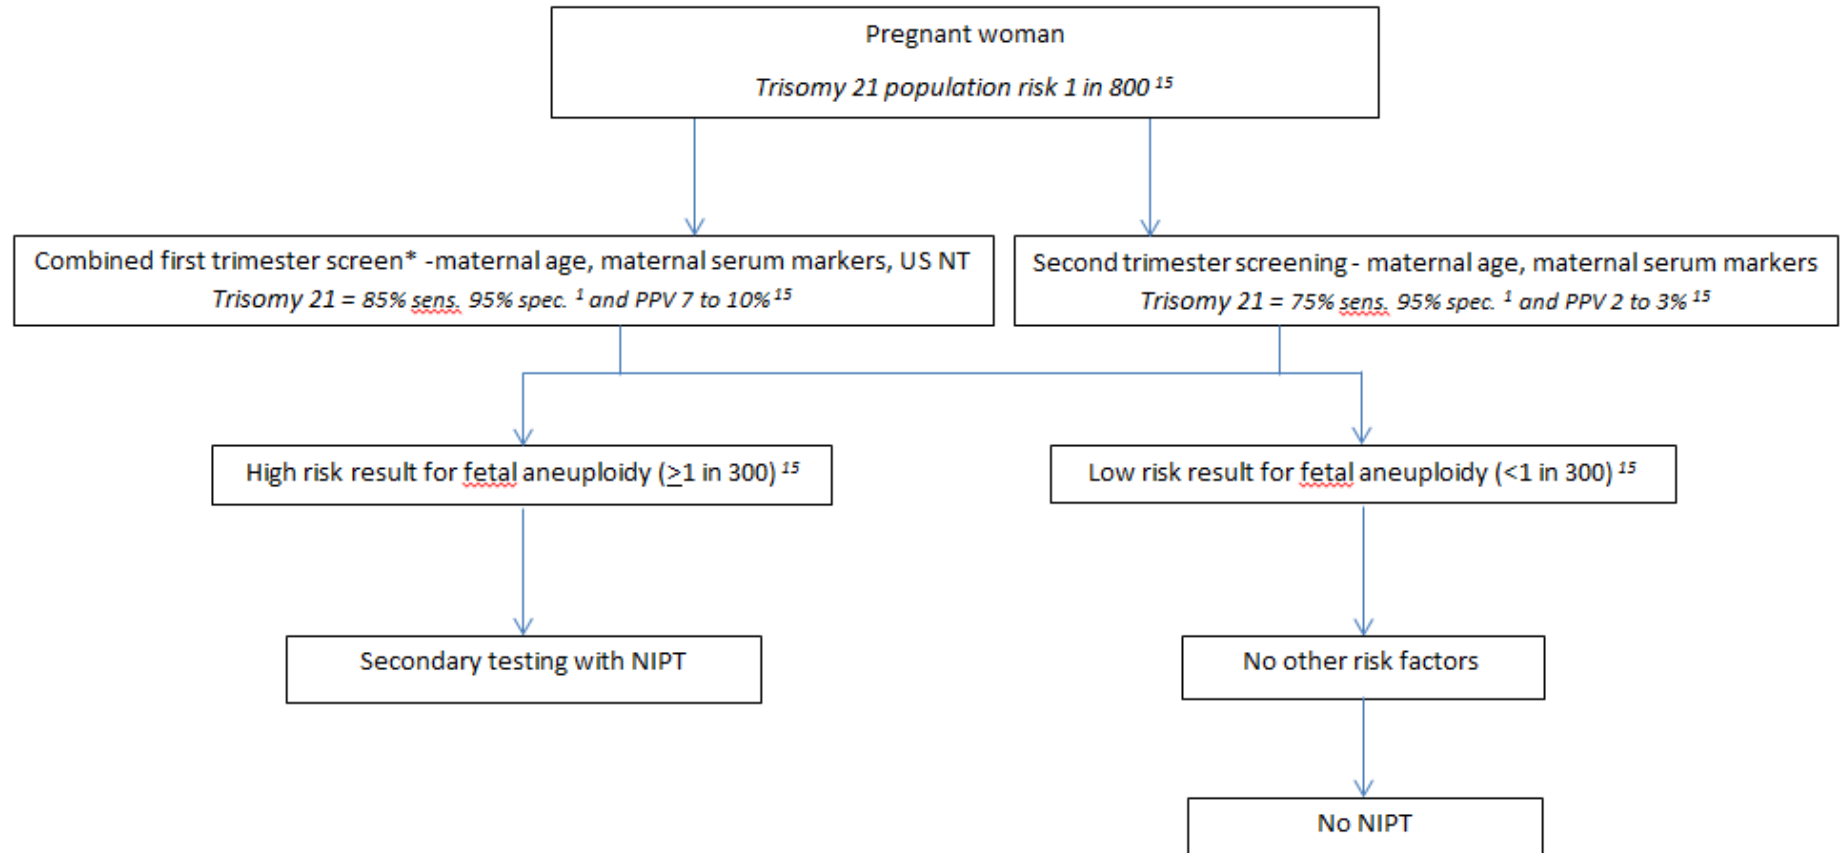 Pregnant woman
Trisomy 21 population risk 1 in 800 15
Combined first trimester screen* -maternal age, maternal serum markers, US NT
Trisomy 21 = 85% sens. 95% spec. 1 and PPV 7 to 10% 15
Second trimester screening - maternal age, maternal serum markers
Trisomy 21 = 75% sens. 95% spec. 1 and PPV 2 to 3% 15
High risk result for fetal aneuploidy (≥1 in 300) 15
Low risk result for fetal aneuploidy (<1 in 300) 15
Secondary testing with NIPT
No other risk factors
No NIPT